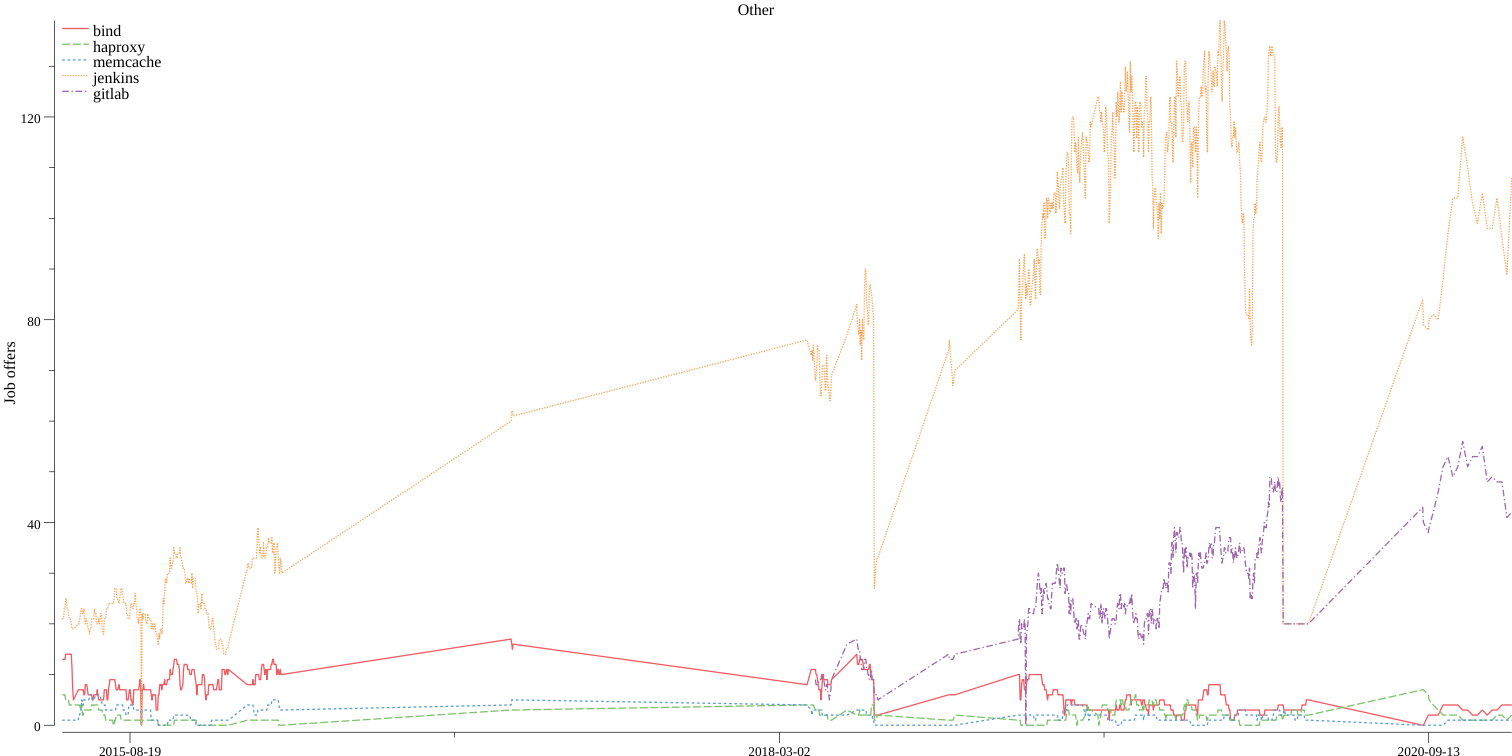 Other
bind
haproxy
memcache
jenkins
gitlab
120
80
40
0
Job offers
2015-08-19
2018-03-02
2020-09-13